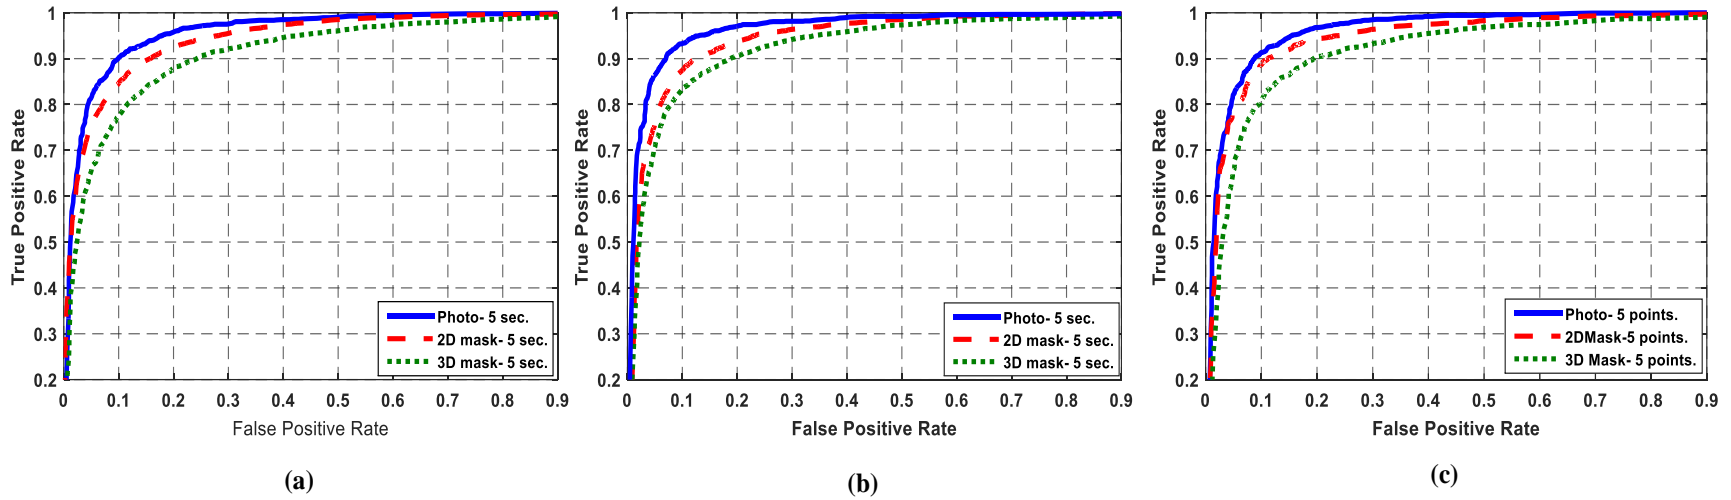 1
0.9
0.8
0.7
0.6
0.5
0.4
0.3
0.2
True Positive Rate
0 0.1 0.2 0.3 0.4 0.5 0.6 0.7 0.8 0.9
False Positive Rate
Photo- 5 sec.
2D mask- 5 sec.
3D mask- 5 sec.
(a)
1
0.9
0.8
0.7
0.6
0.5
0.4
0.3
0.2
True Positive Rate
0 0.1 0.2 0.3 0.4 0.5 0.6 0.7 0.8 0.9
False Positive Rate
Photo- 5 sec.
2D mask- 5 sec.
3D mask- 5 sec.
(b)
1
0.9
0.8
0.7
0.6
0.5
0.4
0.3
0.2
True Positive Rate
0 0.1 0.2 0.3 0.4 0.5 0.6 0.7 0.8 0.9
False Positive Rate
Photo- 5 points.
2DMask-5 points.
3D Mask- 5 points.
(c)